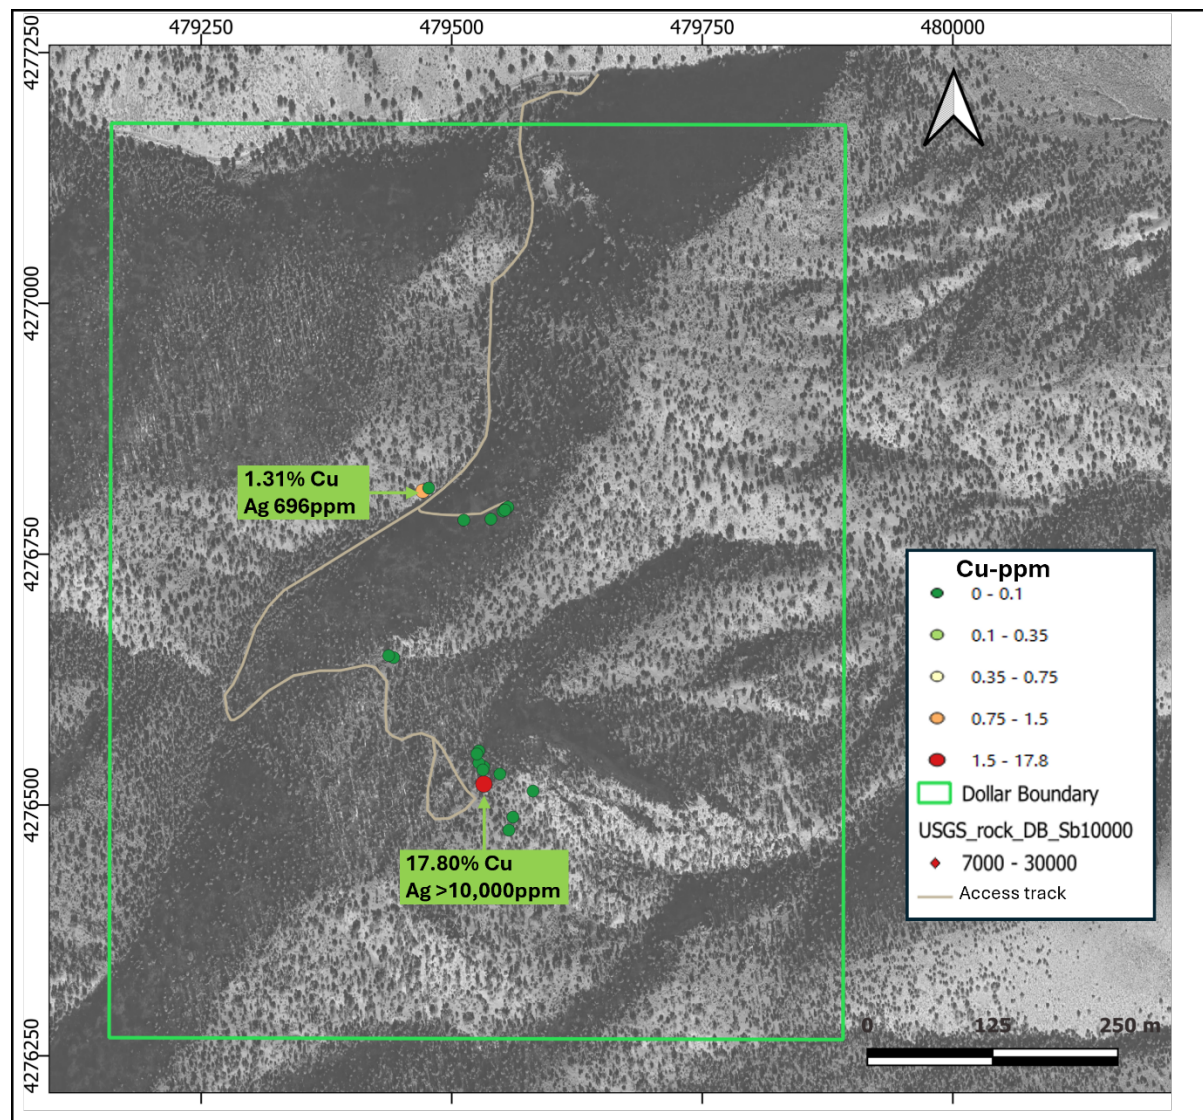 479250 479500 479750 480000
4277250
4277000
4276750
4276500
4276250
1.31% Cu
Ag 696ppm
17.80% Cu
Ag >10,000ppm
Cu-ppm
0 - 0.1
0.1 - 0.35
0.35 - 0.75
0.75 - 1.5
1.5 - 17.8
Dollar Boundary
USGS_rock_DB_Sb10000
7000 - 30000
Access track
0 125 250 m